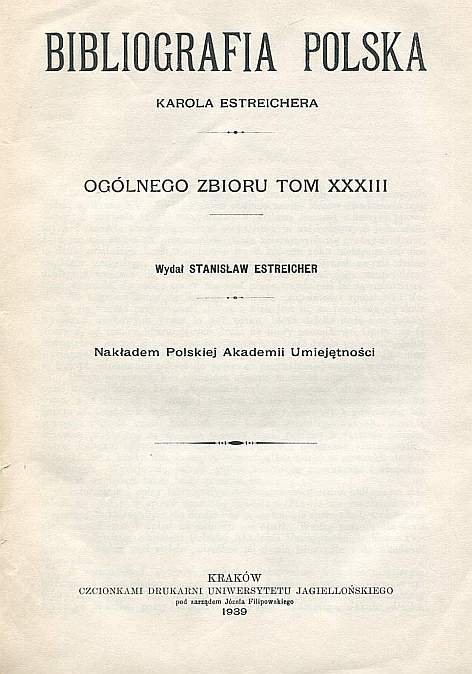 BIBLIOGRAFIA POLSKA
KAROLA ESTREICHERA
OGÓLNEGO ZBIORU TOM XXXIII
Wydał STANISŁAW ESTREICHER
Nakładem Polskiej Akademii Umiejętności
KRAKÓW
CZCIONKAMI DRUKARNI UNIWERSYTETU JAGIELLOŃSKIEGO
pod zarządem Józefa Filipowskiego
1939